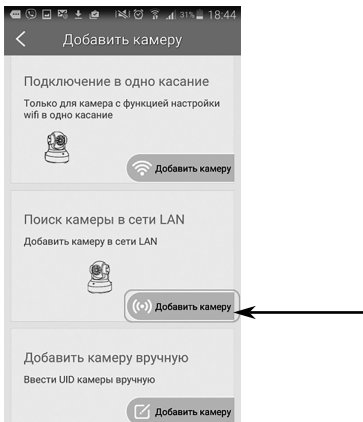 31% 18:44
Добавить камеру
Подключение в одно касание
Только для камера с функцией настройки
wifi в одно касание
Добавить камеру
Поиск камеры в сети LAN
Добавить камеру в сети LAN
Добавить камеру
Добавить камеру вручную
Ввести UID камеры вручную
Добавить камеру